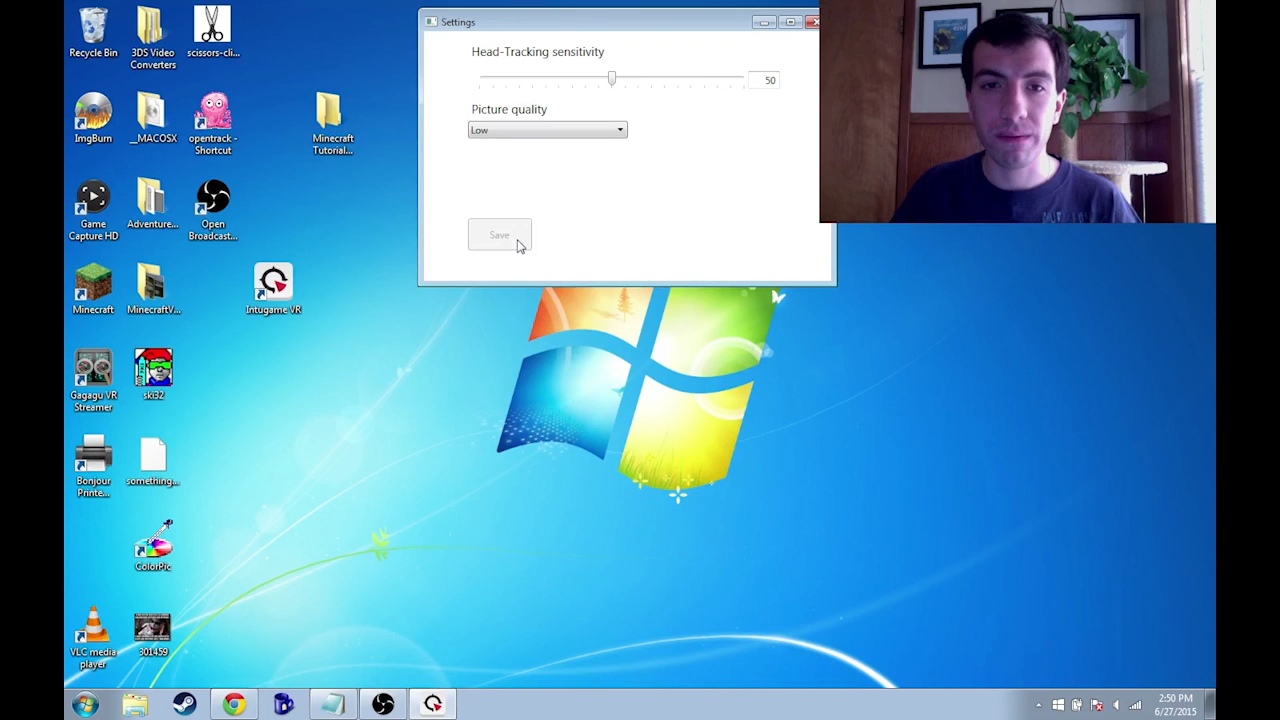 Recycle Bin
3DS Video
Converters
scissors-cli...
ImgBurn
__MACOSX
opentrack -
Shortcut
Minecraft
Tutorial...
Game
Capture HD
Adventure...
Open
Broadcast...
Minecraft
MinecraftV...
Intugame VR
Gagagu VR
Streamer
ski32
Bonjour
Printe...
something...
ColorPic
VLC media
player
301459
Settings
Head-Tracking sensitivity
50
Picture quality
Low
Save
2:50 PM
6/27/2015